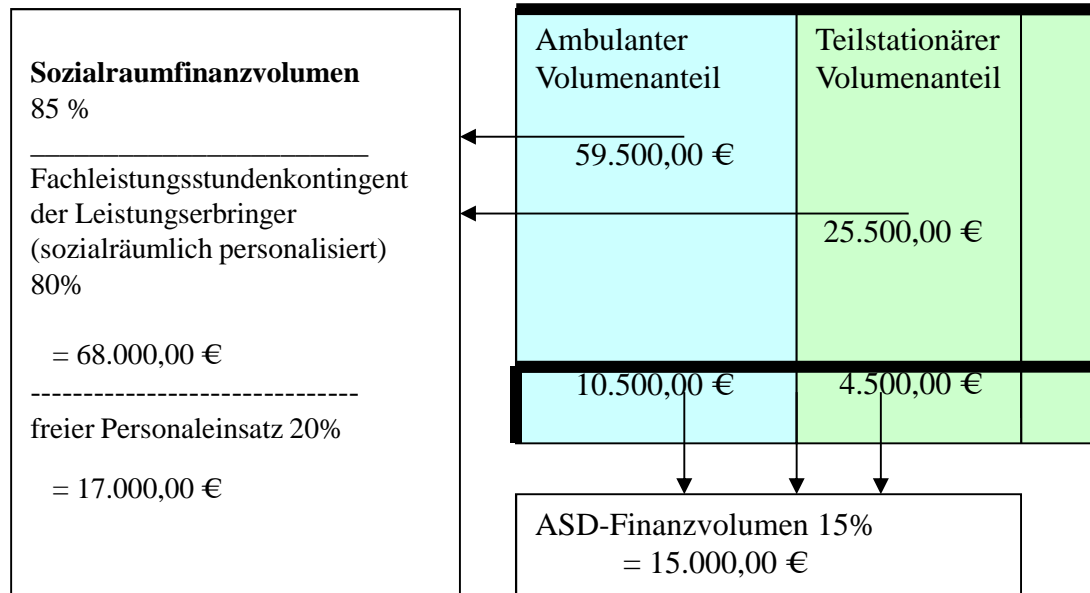 Sozialraumfinanzvolumen
85 %
Fachleistungsstundenkontingent
der Leistungserbringer
(sozialräumlich personalisiert)
80%
= 68.000,00 €
------------------------------
freier Personaleinsatz 20%
= 17.000,00 €
Ambulanter
Volumenanteil
59.500,00 €
10.500,00 €
Teilstationärer
Volumenanteil
25.500,00 €
4.500,00 €
ASD-Finanzvolumen 15%
= 15.000,00 €